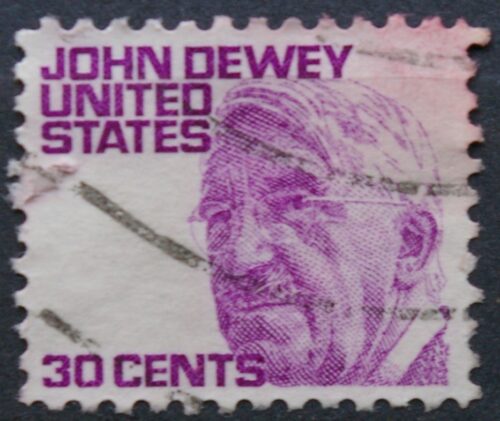 JOHN DEWEY
UNITED
STATES
30 CENTS